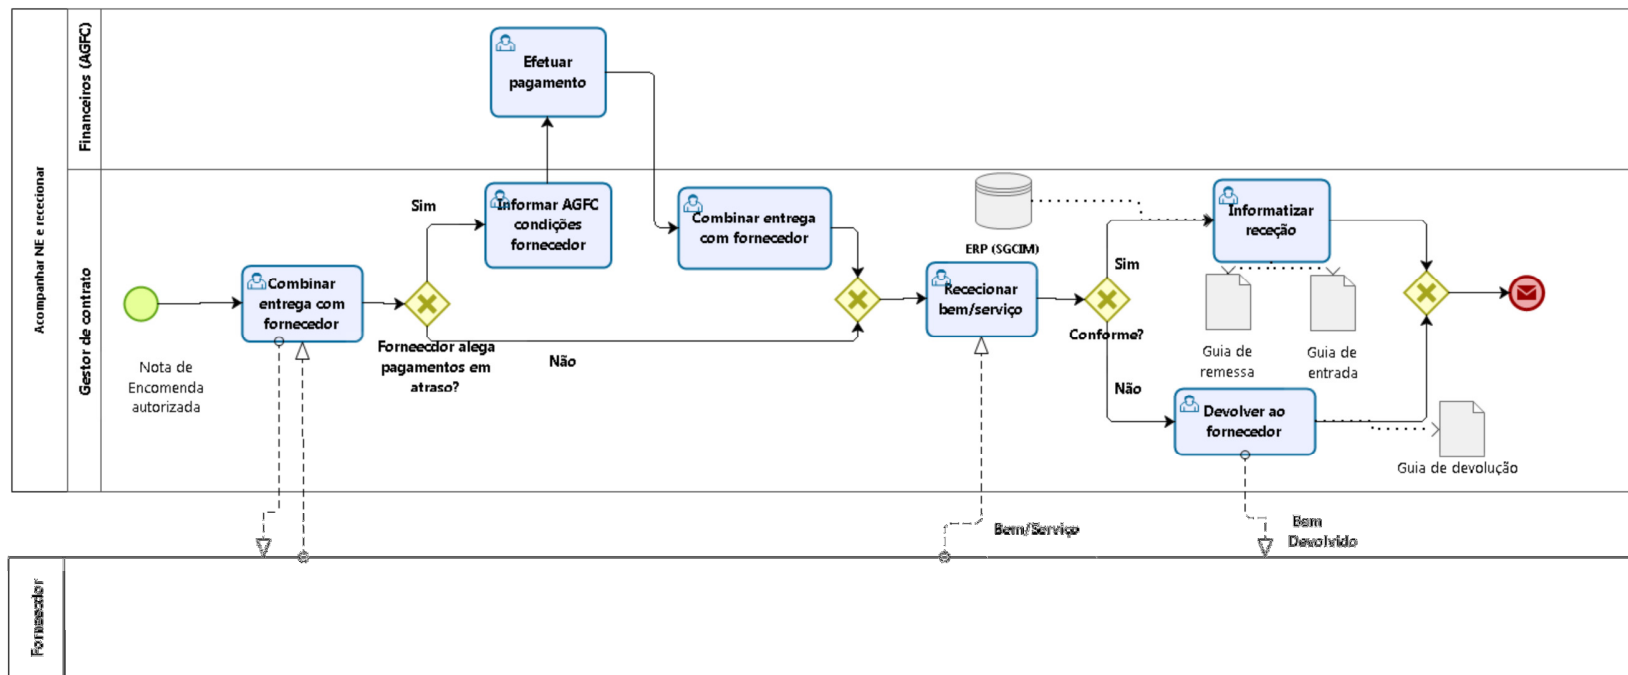 Acompanhar NE e rececionar
Financeiros (AGFC)
Gestor de contrato
Efetuar
pagamento
Sim
Informar AGFC
condições
fornecedor
Combinar entrega
com fornecedor
ERP (SGCIM)
Informatizar
receção
Nota de
Encomenda
autorizada
Combinar
entrega com
fornecedor
Forneecdor alega
pagamentos em
atraso?
Não
Rececionar
bem/serviço
Conforme?
Sim
Guia de
remessa
Guia de
entrada
Não
Devolver ao
fornecedor
Guia de devolução
Bem/Serviço
Bem
Devolvido
Fornecedor